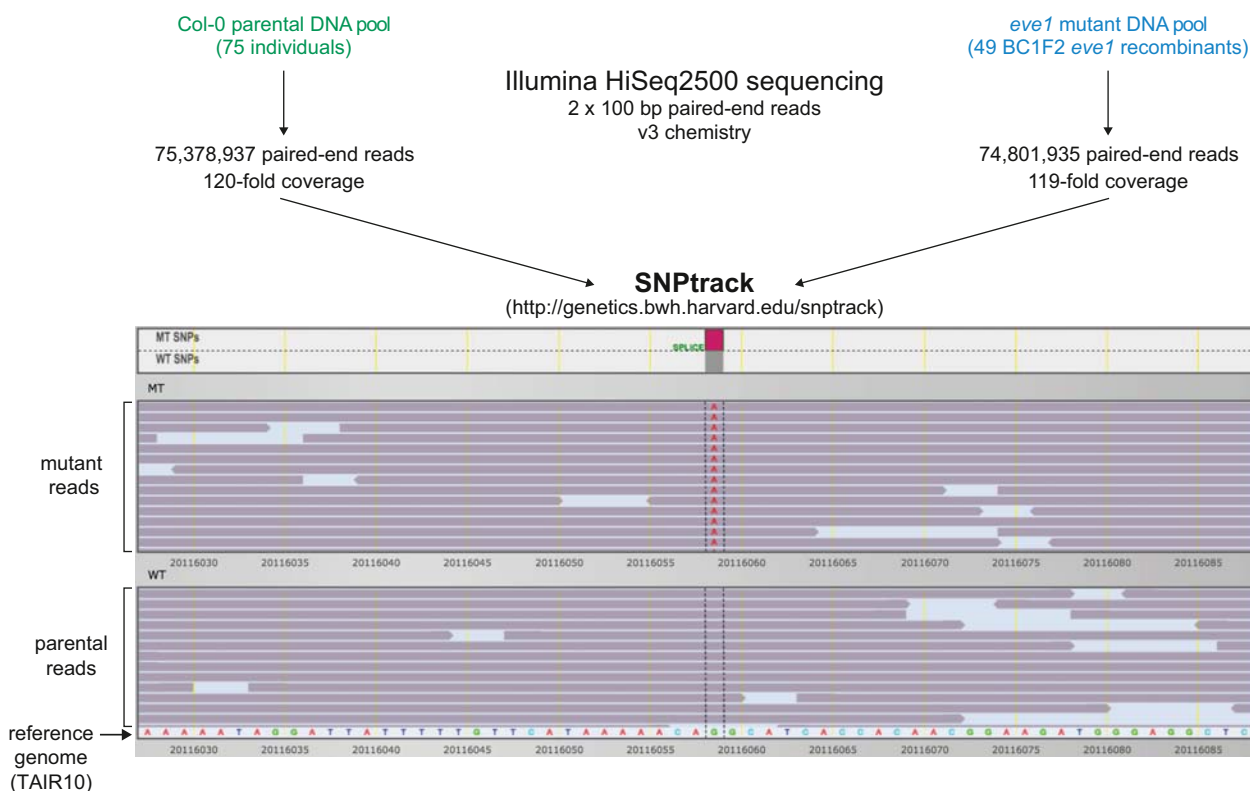 Col-0 parental DNA pool
(75 individuals)
eve1 mutant DNA pool
(49 BC1F2 eve1 recombinants)
Illumina HiSeq2500 sequencing
2 x 100 bp paired-end reads
v3 chemistry
75,378,937 paired-end reads
120-fold coverage
74,801,935 paired-end reads
119-fold coverage
SNPtrack
(http://genetics.bwh.harvard.edu/snptrack)
MT SNPs
SPLICE
WT SNPs
MT
mutant
reads
A
A
A
A
A
A
A
A
A
A
A
A
A
A
20116030 20116035 20116040 20116045 20116050 20116055 20116060 20116065 20116070 20116075 20116080 20116085
WT
parental
reads
reference
genome
(TAIR10)
A A A A A T A G G A T T A T T T T T G T T C A T A A A A A C A G G C A T C A C C A C A A C G G A A G A T G G G A G G C T C
20116030 20116035 20116040 20116045 20116050 20116055 20116060 20116065 20116070 20116075 20116080 20116085